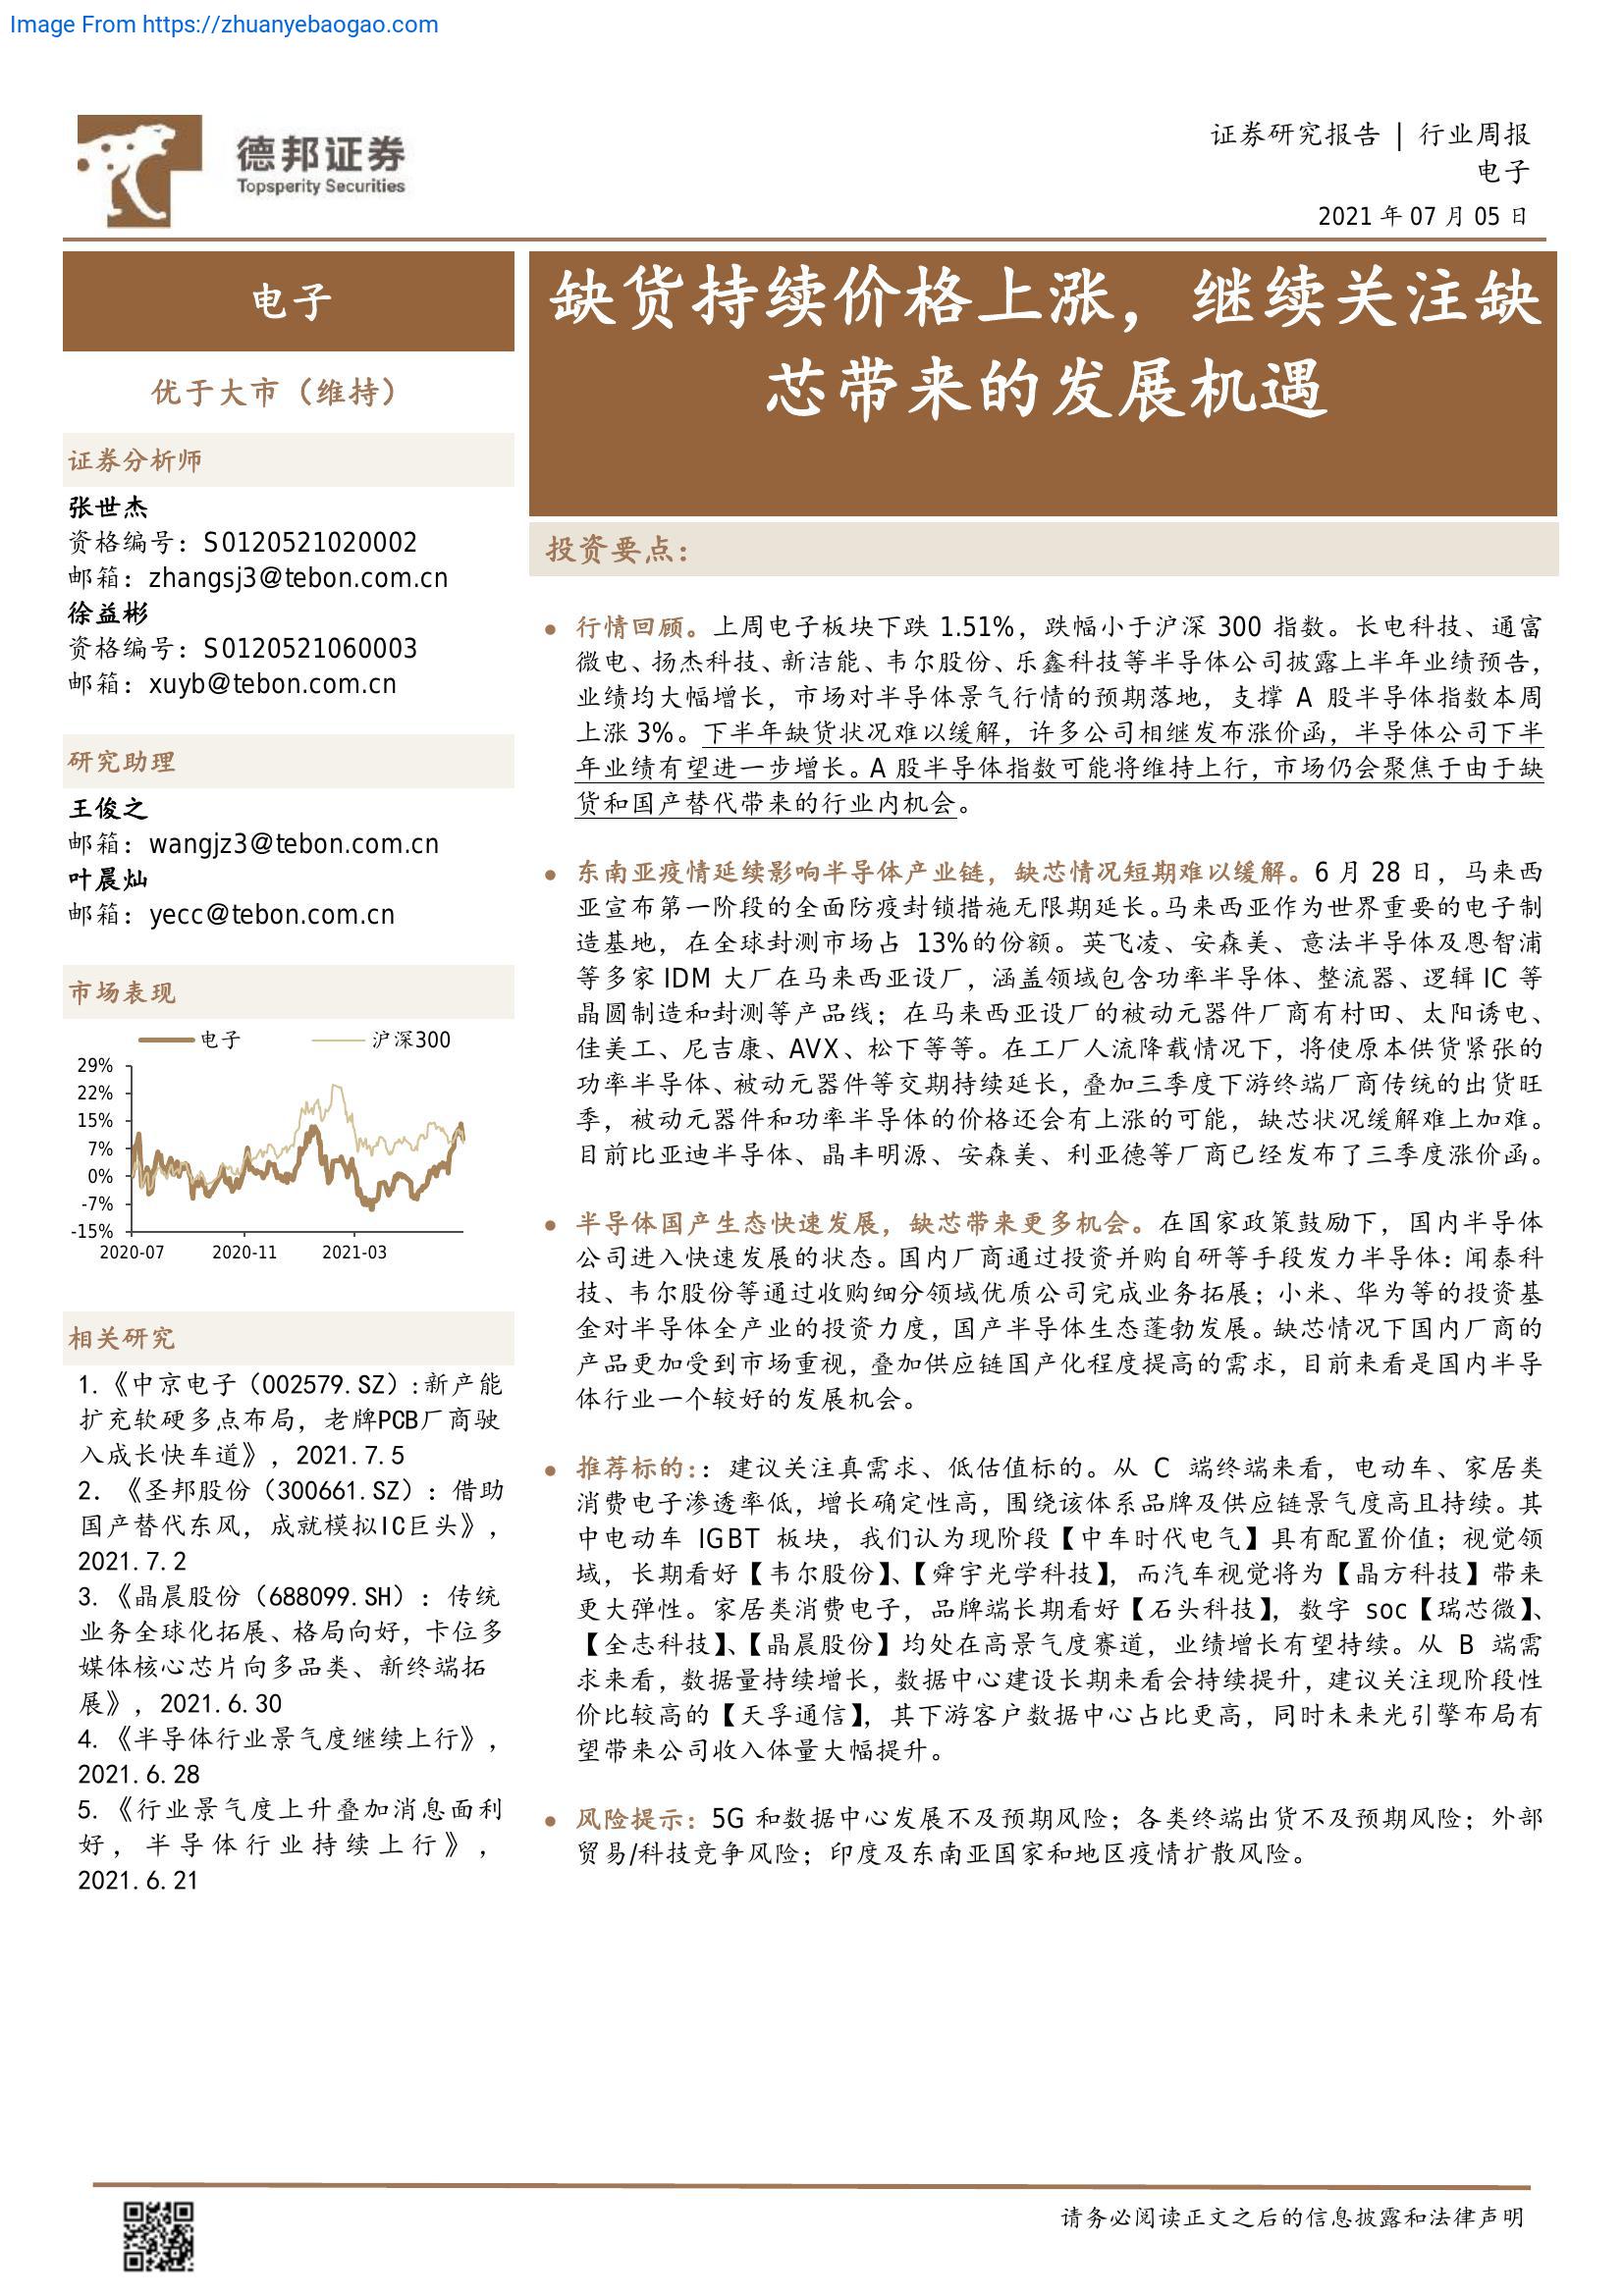 Image From https://zhuanyebaogao.com
德邦证券
Topsperity Securities
证券研究报告 | 行业周报
电子
2021 年 07 月 05 日
电子
优于大市（维持）
证券分析师
张世杰
资格编号：S0120521020002
邮箱：zhangsj3@tebon.com.cn
徐益彬
资格编号：S0120521060003
邮箱：xuyb@tebon.com.cn
研究助理
王俊之
邮箱：wangjz3@tebon.com.cn
叶晨灿
邮箱：yecc@tebon.com.cn
市场表现
电子 沪深300
29%
22%
15%
7%
0%
-7%
-15%
2020-07 2020-11 2021-03
相关研究
1.《中京电子（002579.SZ）:新产能
扩充软硬多点布局，老牌PCB厂商驶
入成长快车道》，2021.7.5
2. 《圣邦股份（300661.SZ）：借助
国产替代东风，成就模拟IC巨头》，
2021.7.2
3.《晶晨股份（688099.SH）：传统
业务全球化拓展、格局向好，卡位多
媒体核心芯片向多品类、新终端拓
展》，2021.6.30
4.《半导体行业景气度继续上行》，
2021.6.28
5.《行业景气度上升叠加消息面利
好，半导体行业持续上行》，
2021.6.21
缺货持续价格上涨，继续关注缺
芯带来的发展机遇
投资要点：
● 行情回顾。上周电子板块下跌 1.51%，跌幅小于沪深 300 指数。长电科技、通富
微电、扬杰科技、新洁能、韦尔股份、乐鑫科技等半导体公司披露上半年业绩预告，
业绩均大幅增长，市场对半导体景气行情的预期落地，支撑 A 股半导体指数本周
上涨 3%。下半年缺货状况难以缓解，许多公司相继发布涨价函，半导体公司下半
年业绩有望进一步增长。A 股半导体指数可能将维持上行，市场仍会聚焦于由于缺
货和国产替代带来的行业内机会。
● 东南亚疫情延续影响半导体产业链，缺芯情况短期难以缓解。6 月 28 日，马来西
亚宣布第一阶段的全面防疫封锁措施无限期延长。马来西亚作为世界重要的电子制
造基地，在全球封测市场占 13%的份额。英飞凌、安森美、意法半导体及恩智浦
等多家 IDM 大厂在马来西亚设厂，涵盖领域包含功率半导体、整流器、逻辑 IC 等
晶圆制造和封测等产品线；在马来西亚设厂的被动元器件厂商有村田、太阳诱电、
佳美工、尼吉康、AVX、松下等等。在工厂人流降载情况下，将使原本供货紧张的
功率半导体、被动元器件等交期持续延长，叠加三季度下游终端厂商传统的出货旺
季，被动元器件和功率半导体的价格还会有上涨的可能，缺芯状况缓解难上加难。
目前比亚迪半导体、晶丰明源、安森美、利亚德等厂商已经发布了三季度涨价函。
● 半导体国产生态快速发展，缺芯带来更多机会。在国家政策鼓励下，国内半导体
公司进入快速发展的状态。国内厂商通过投资并购自研等手段发力半导体：闻泰科
技、韦尔股份等通过收购细分领域优质公司完成业务拓展；小米、华为等的投资基
金对半导体全产业的投资力度，国产半导体生态蓬勃发展。缺芯情况下国内厂商的
产品更加受到市场重视，叠加供应链国产化程度提高的需求，目前来看是国内半导
体行业一个较好的发展机会。
● 推荐标的:：建议关注真需求、低估值标的。从 C 端终端来看，电动车、家居类
消费电子渗透率低，增长确定性高，围绕该体系品牌及供应链景气度高且持续。其
中电动车 IGBT 板块，我们认为现阶段【中车时代电气】具有配置价值；视觉领
域，长期看好【韦尔股份】、【舜宇光学科技】，而汽车视觉将为【晶方科技】带来
更大弹性。家居类消费电子，品牌端长期看好【石头科技】，数字 soc【瑞芯微】、
【全志科技】、【晶晨股份】均处在高景气度赛道，业绩增长有望持续。从 B 端需
求来看，数据量持续增长，数据中心建设长期来看会持续提升，建议关注现阶段性
价比较高的【天孚通信】，其下游客户数据中心占比更高，同时未来光引擎布局有
望带来公司收入体量大幅提升。
● 风险提示：5G 和数据中心发展不及预期风险；各类终端出货不及预期风险；外部
贸易/科技竞争风险；印度及东南亚国家和地区疫情扩散风险。
请务必阅读正文之后的信息披露和法律声明